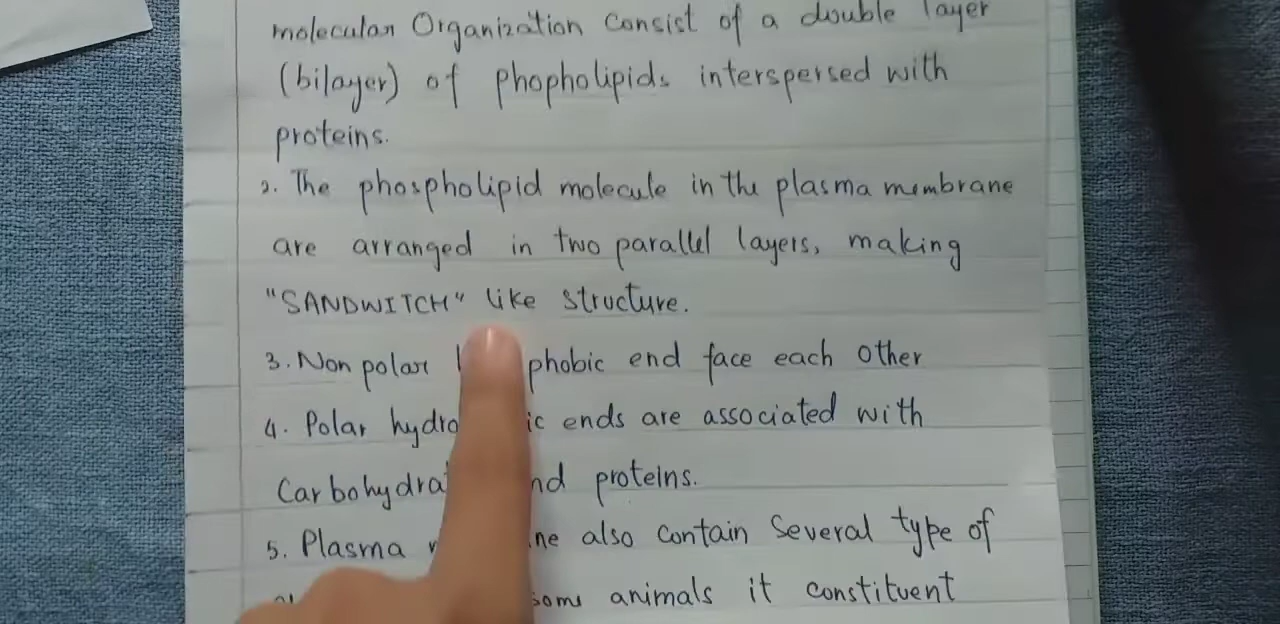 molecular Organization Consist of a double layer
(bilayer) of phopholipids interspersed with
proteins.
2. The phospholipid molecule in the plasma membrane
are arranged in two parallel layers, making
"SANDWITCH" like structure.
3. Non polar phobic end face each other
4. Polar hydro ic ends are associated with
Carbohydra nd proteins.
5. Plasma ne also contain Several type of
some animals it constituent